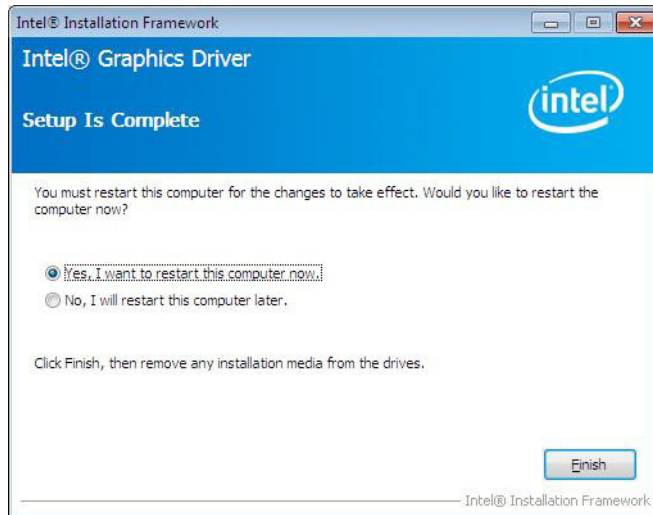 Intel® Installation Framework
Intel® Graphics Driver
intel
Setup Is Complete
You must restart this computer for the changes to take effect. Would you like to restart the
computer now?
Yes, I want to restart this computer now.
No, I will restart this computer later.
Click Finish, then remove any installation media from the drives.
Finish
Intel® Installation Framework